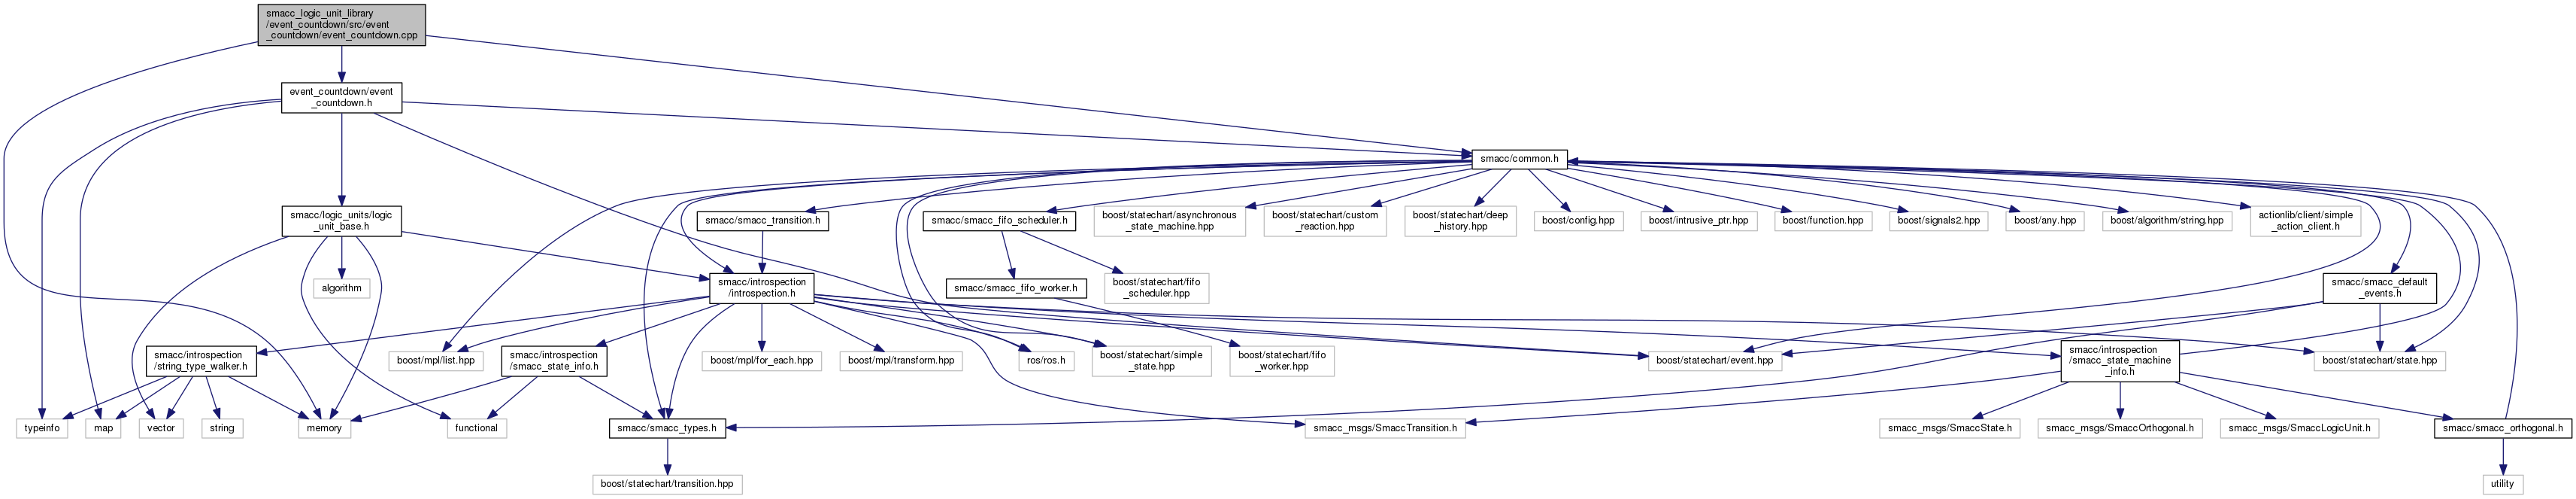 smacc_logic_unit_library
/event_countdown/src/event
_countdown/event_countdown.cpp
event_countdown/event
_countdown.h
smacc/common.h
smacc/logic_units/logic
_unit_base.h
smacc/smacc_transition.h
smacc/smacc_fifo_scheduler.h
boost/statechart/asynchronous
_state_machine.hpp
boost/statechart/custom
_reaction.hpp
boost/statechart/deep
_history.hpp
boost/config.hpp
boost/intrusive_ptr.hpp
boost/function.hpp
boost/signals2.hpp
boost/any.hpp
boost/algorithm/string.hpp
actionlib/client/simple
_action_client.h
algorithm
smacc/introspection
/introspection.h
smacc/smacc_fifo_worker.h
boost/statechart/fifo
_scheduler.hpp
smacc/smacc_default
_events.h
smacc/introspection
/string_type_walker.h
boost/mpl/list.hpp
smacc/introspection
/smacc_state_info.h
boost/mpl/for_each.hpp
boost/mpl/transform.hpp
ros/ros.h
boost/statechart/simple
_state.hpp
boost/statechart/fifo
_worker.hpp
boost/statechart/event.hpp
smacc/introspection
/smacc_state_machine
_info.h
boost/statechart/state.hpp
typeinfo
map
vector
string
memory
functional
smacc/smacc_types.h
smacc_msgs/SmaccTransition.h
smacc_msgs/SmaccState.h
smacc_msgs/SmaccOrthogonal.h
smacc_msgs/SmaccLogicUnit.h
smacc/smacc_orthogonal.h
boost/statechart/transition.hpp
utility